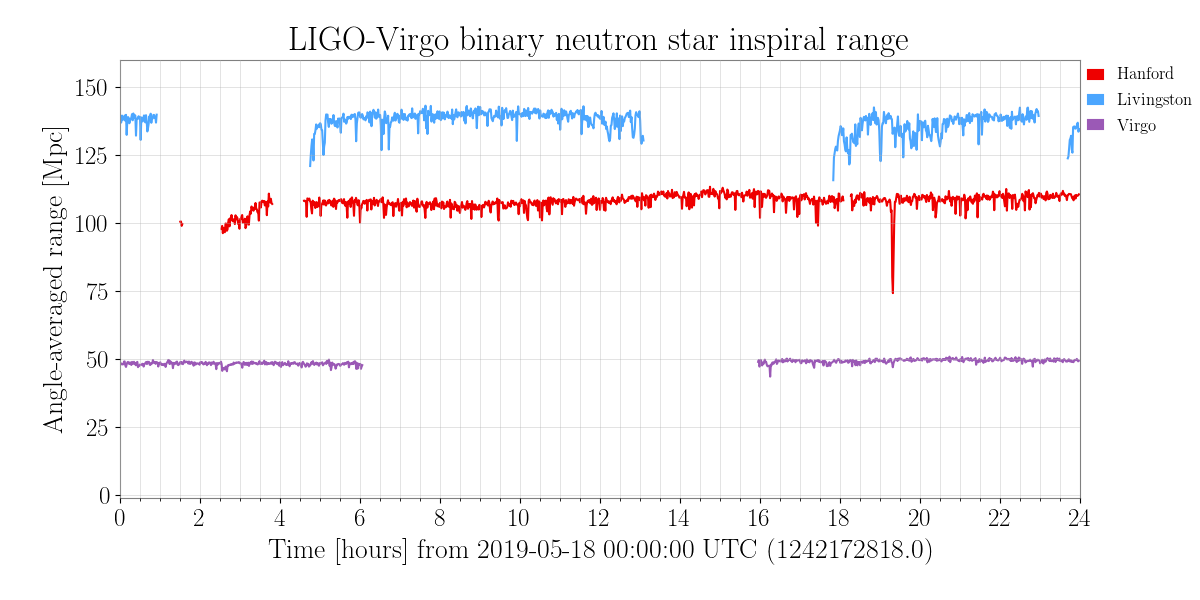 LIGO-Virgo binary neutron star inspiral range
Angle-averaged range [Mpc]
150
125
100
75
50
25
0
0 2 4 6 8 10 12 14 16 18 20 22 24
Time [hours] from 2019-05-18 00:00:00 UTC (1242172818.0)
Hanford
Livingston
Virgo